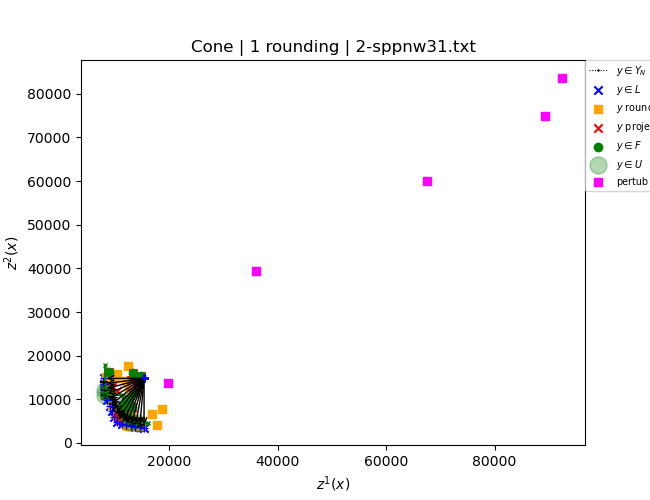 Cone | 1 rounding | 2-sppnw31.txt
z²(x)
80000
70000
60000
50000
40000
30000
20000
10000
0
20000 40000 60000 80000
z¹(x)
y ∈ Y_N
y ∈ L
y
y
y ∈ F
y ∈ U
pertub